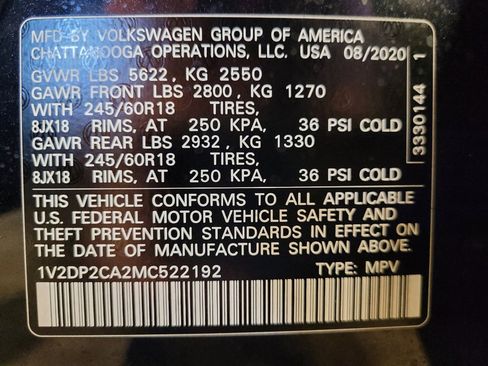 MFD BY VOLKSWAGEN GROUP OF AMERICA
CHATTANOOGA OPERATIONS, LLC. USA 08/2020
GVWR LBS 5622, KG 2550
GAWR FRONT LBS 2800, KG 1270
WITH 245/60R18 TIRES,
8JX18 RIMS, AT 250 KPA, 36 PSI COLD
GAWR REAR LBS 2932, KG 1330
WITH 245/60R18 TIRES,
8JX18 RIMS, AT 250 KPA, 36 PSI COLD
THIS VEHICLE CONFORMS TO ALL APPLICABLE
U.S. FEDERAL MOTOR VEHICLE SAFETY AND
THEFT PREVENTION STANDARDS IN EFFECT ON
THE DATE OF MANUFACTURE SHOWN ABOVE.
1V2DP2CA2MC522192 TYPE: MPV
3330144 1